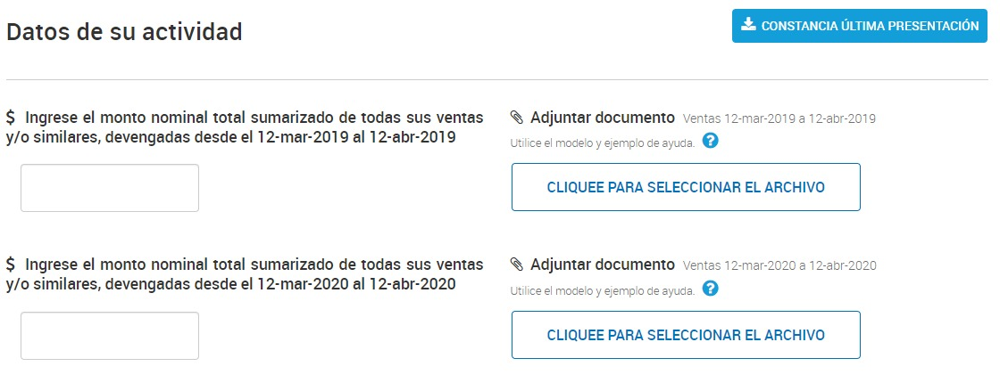 Datos de su actividad
CONSTANCIA ÚLTIMA PRESENTACIÓN
$ Ingrese el monto nominal total sumarizado de todas sus ventas
y/o similares, devengadas desde el 12-mar-2019 al 12-abr-2019
Adjuntar documento Ventas 12-mar-2019 a 12-abr-2019
Utilice el modelo y ejemplo de ayuda. ?
CLIQUEE PARA SELECCIONAR EL ARCHIVO
$ Ingrese el monto nominal total sumarizado de todas sus ventas
y/o similares, devengadas desde el 12-mar-2020 al 12-abr-2020
Adjuntar documento Ventas 12-mar-2020 a 12-abr-2020
Utilice el modelo y ejemplo de ayuda. ?
CLIQUEE PARA SELECCIONAR EL ARCHIVO